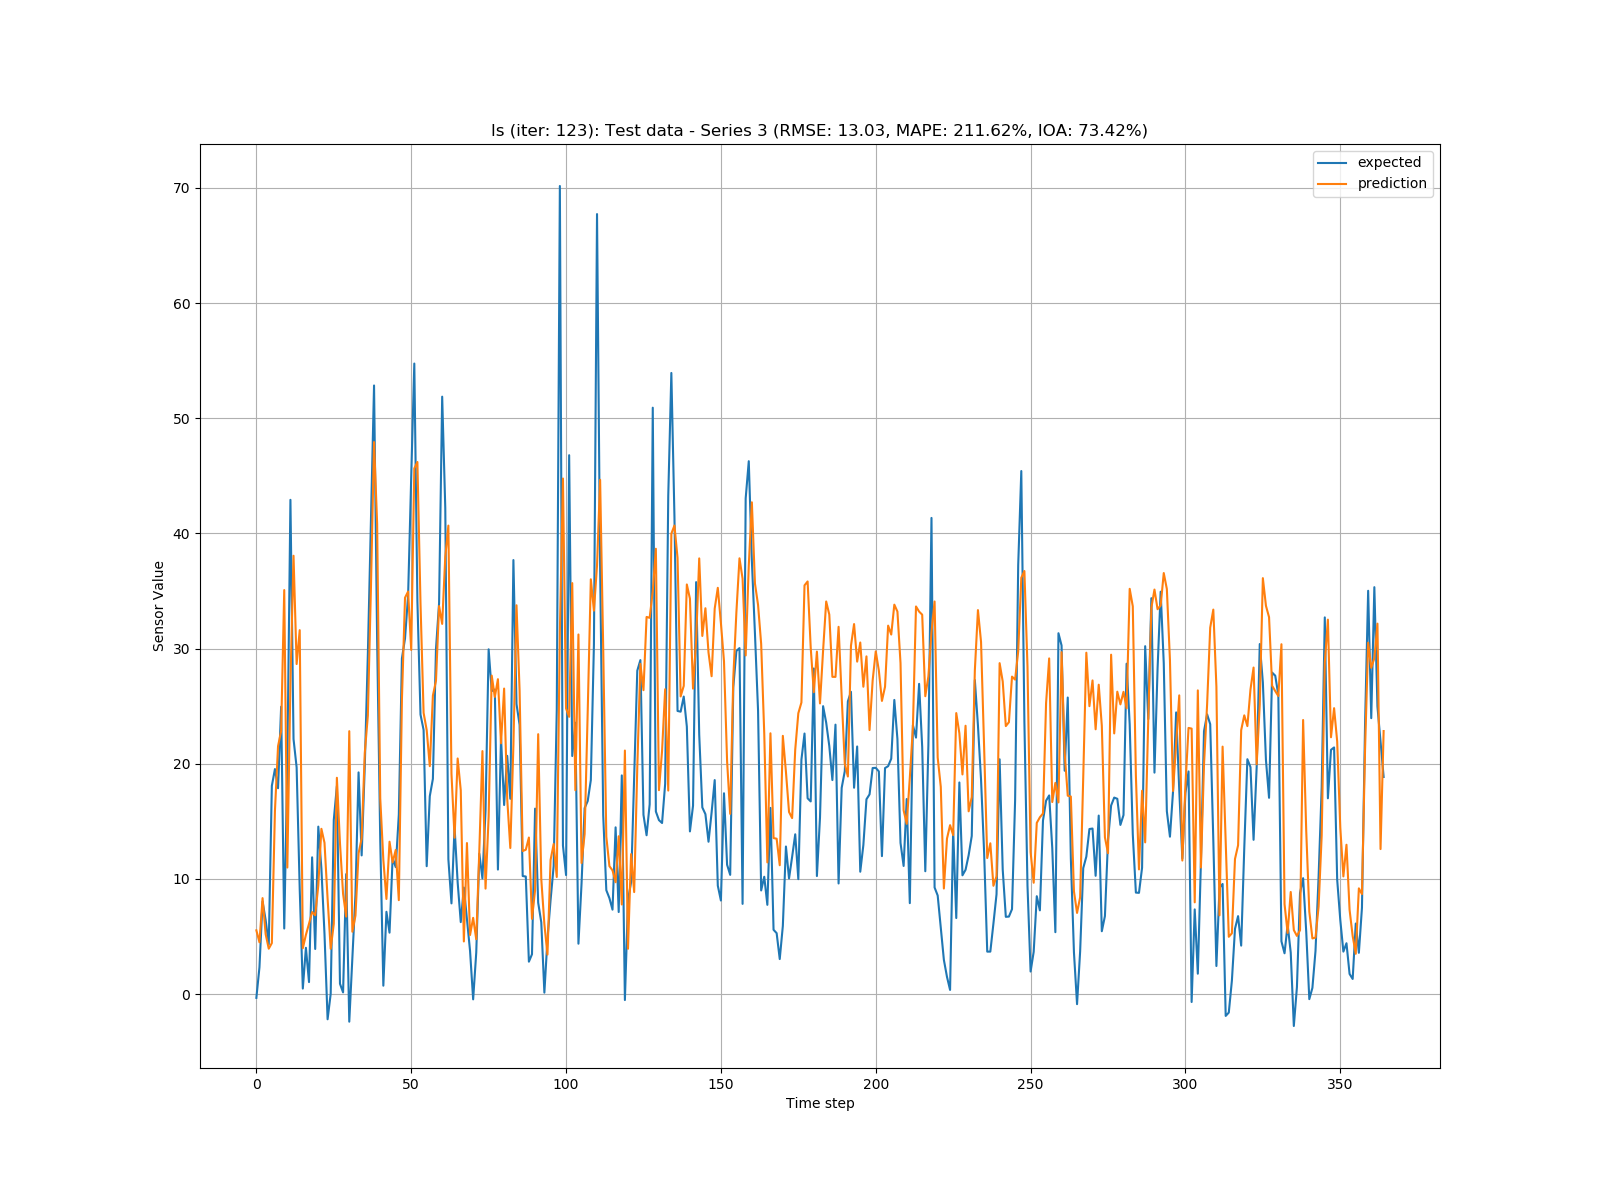 ls (iter: 123): Test data - Series 3 (RMSE: 13.03, MAPE: 211.62%, IOA: 73.42%)
expected
prediction
70
60
50
40
30
20
10
0
Sensor Value
0 50 100 150 200 250 300 350
Time step